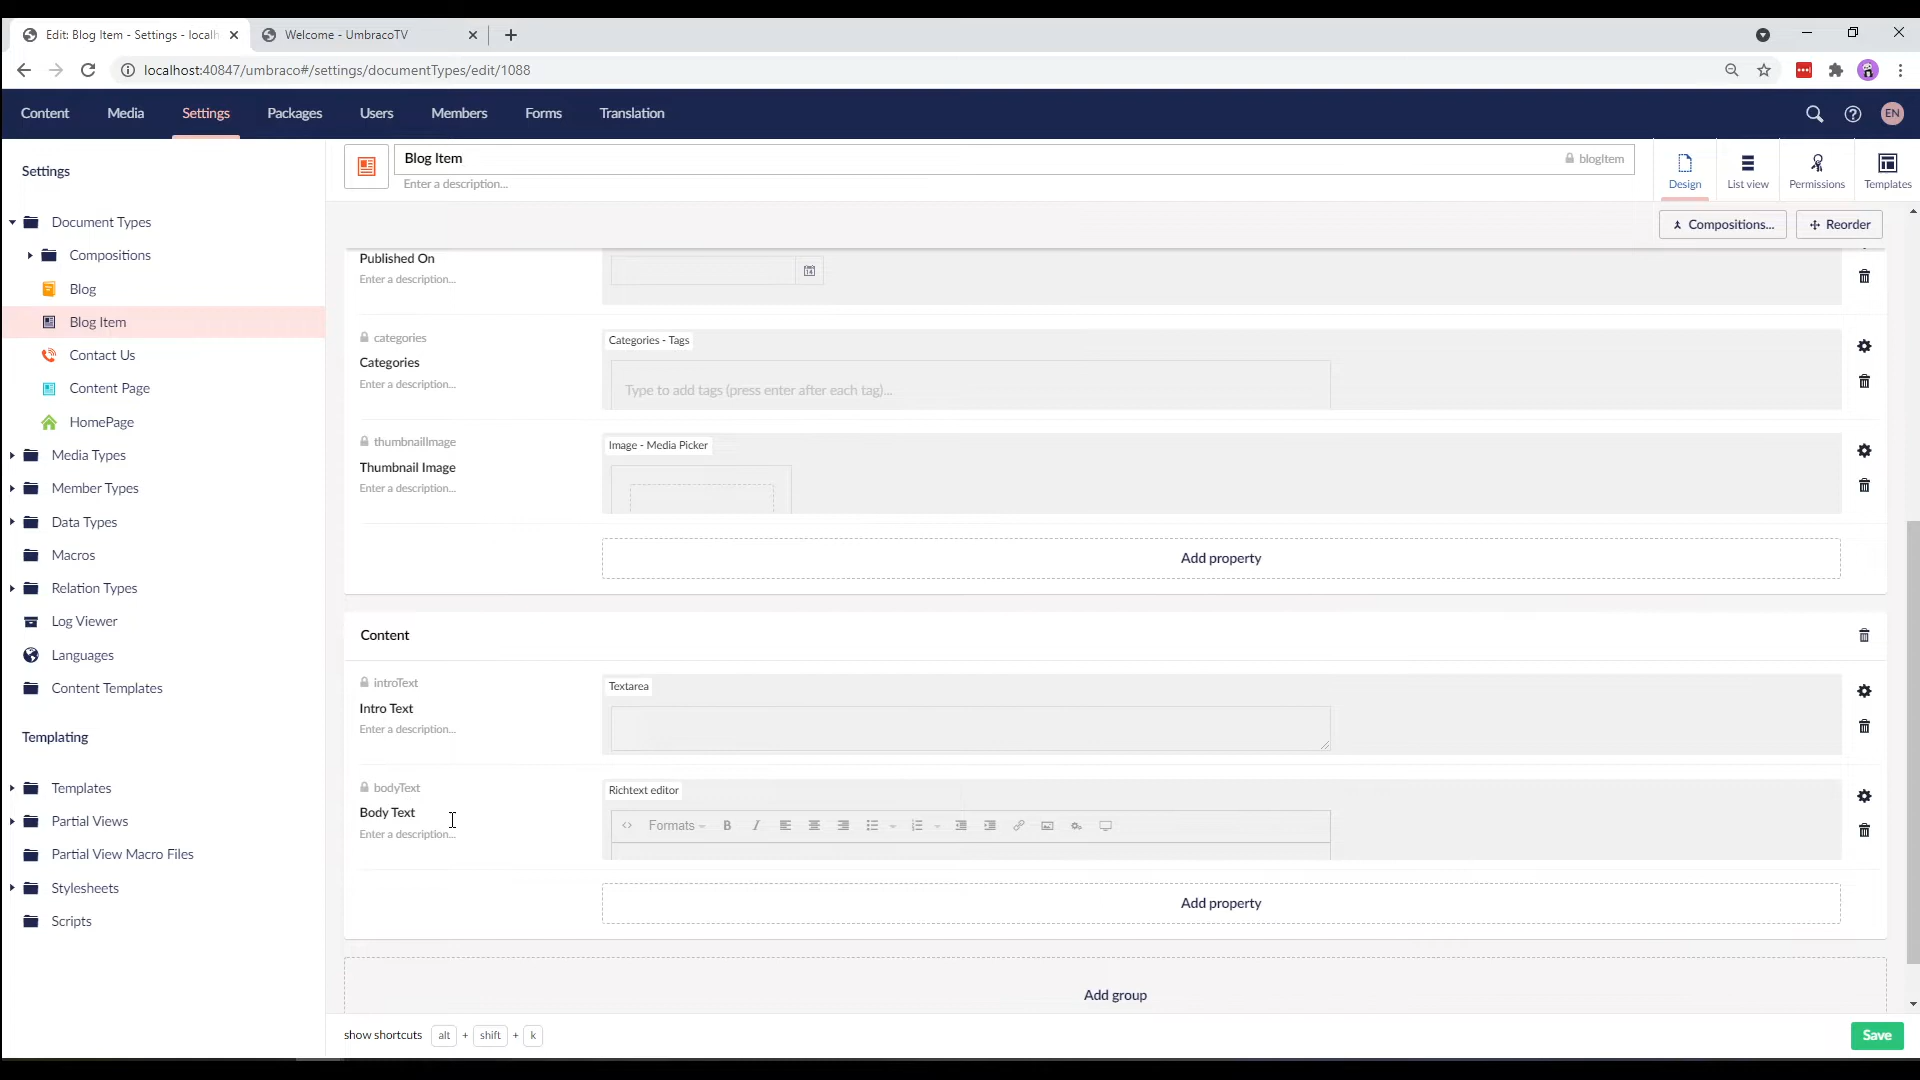 Edit: Blog Item - Settings - localh
Welcome - UmbracoTV
localhost:40847/umbraco#/settings/documentTypes/edit/1088
Content
Media
Settings
Packages
Users
Members
Forms
Translation
EN
Settings
Document Types
Compositions
Blog
Blog Item
Contact Us
Content Page
HomePage
Media Types
Member Types
Data Types
Macros
Relation Types
Log Viewer
Languages
Content Templates
Templating
Templates
Partial Views
Partial View Macro Files
Stylesheets
Scripts
Blog Item
blogItem
Enter a description...
Design
List view
Permissions
Templates
Compositions...
Reorder
Published On
Enter a description...
categories
Categories
Enter a description...
Categories - Tags
Type to add tags (press enter after each tag)...
thumbnailImage
Thumbnail Image
Enter a description...
Image - Media Picker
Add property
Content
introText
Intro Text
Enter a description...
Textarea
bodyText
Body Text
Enter a description...
Richtext editor
Formats
B
I
Add property
Add group
show shortcuts alt + shift + k
Save